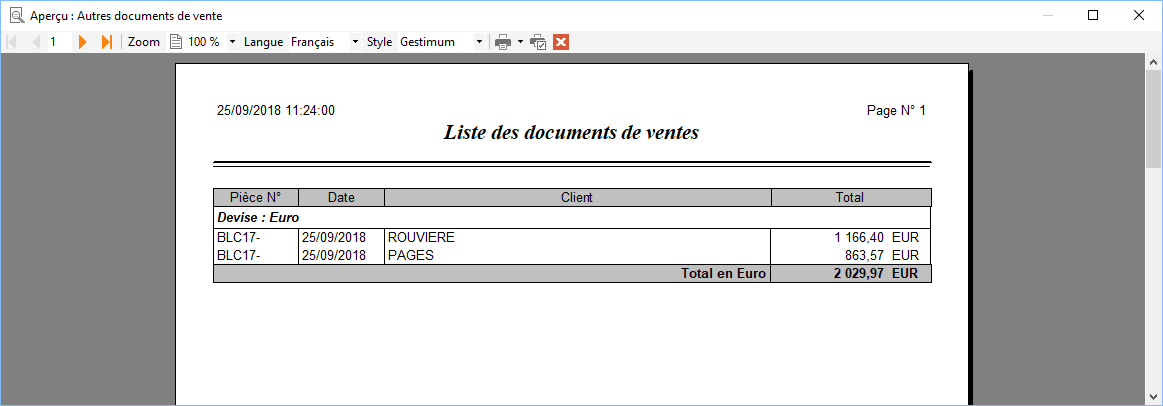 Aperçu : Autres documents de vente
1 Zoom 100 % Langue Français Style Gestimum
25/09/2018 11:24:00 Page N° 1
Liste des documents de ventes
Pièce N° Date Client Total
Devise : Euro
BLC17- 25/09/2018 ROUVIERE 1 166,40 EUR
BLC17- 25/09/2018 PAGES 863,57 EUR
Total en Euro 2 029,97 EUR